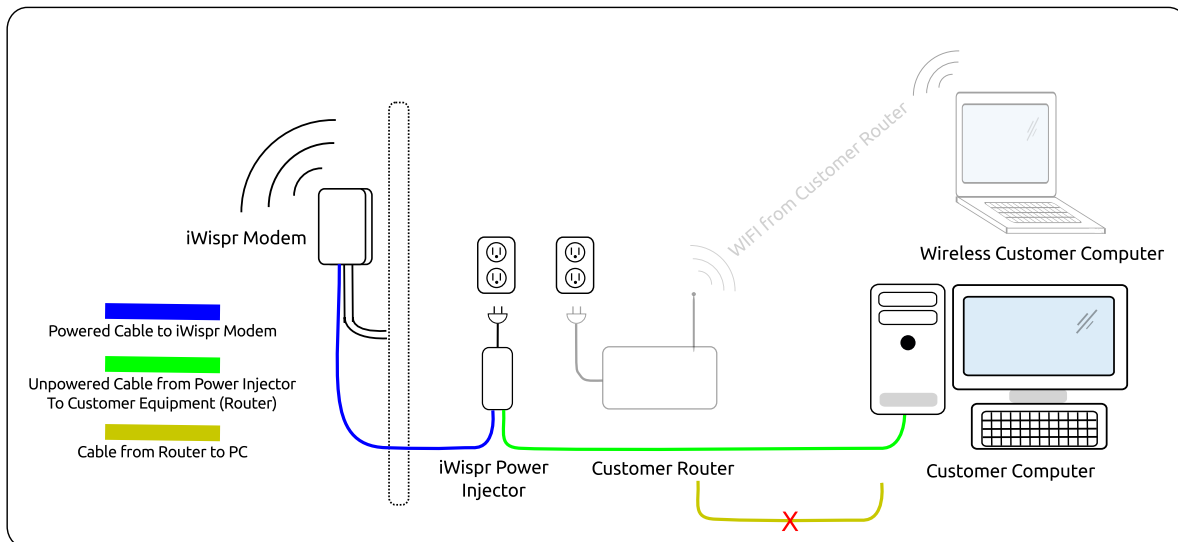 WIFI from Customer Router
iWispr Modem
Wireless Customer Computer
Powered Cable to iWispr Modem
Unpowered Cable from Power Injector
To Customer Equipment (Router)
Cable from Router to PC
iWispr Power
Injector
Customer Router
Customer Computer
X